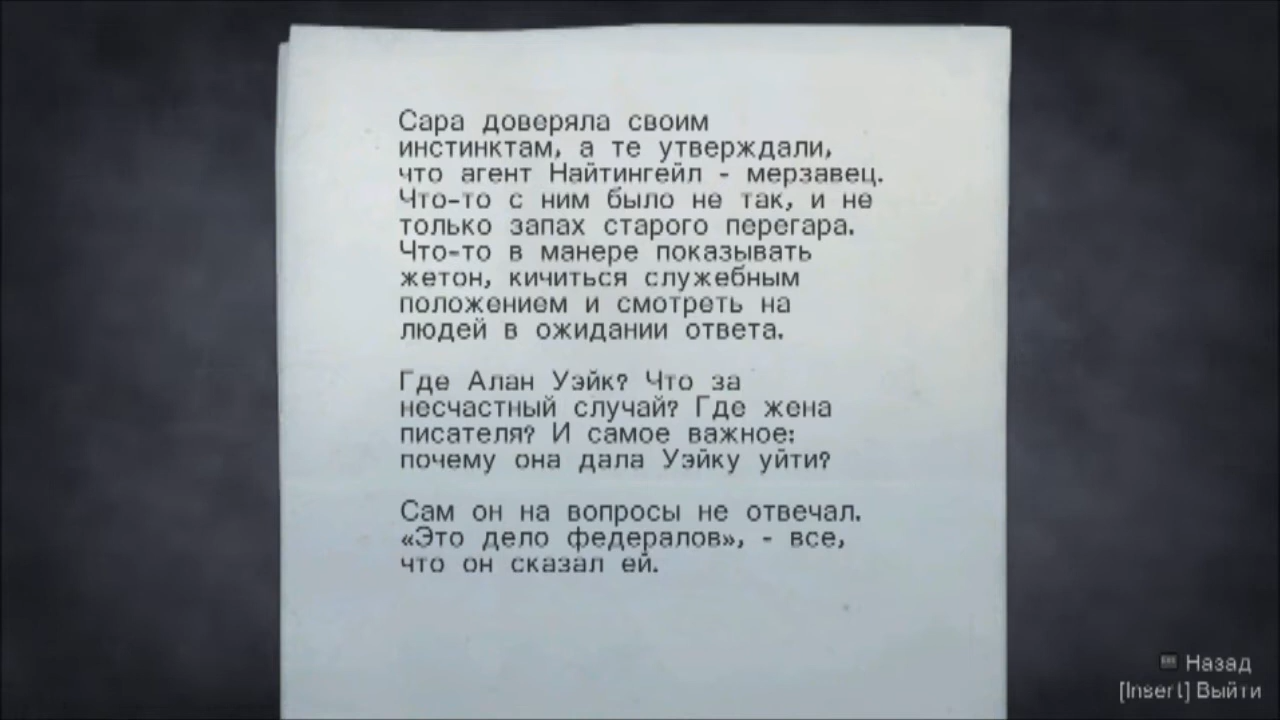 Сара доверяла своим
инстинктам, а те утверждали,
что агент Найтингейл - мерзавец.
Что-то с ним было не так, и не
только запах старого перегара.
Что-то в манере показывать
жетон, кичиться служебным
положением и смотреть на
людей в ожидании ответа.
Где Алан Уэйк? Что за
несчастный случай? Где жена
писателя? И самое важное:
почему она дала Уэйку уйти?
Сам он на вопросы не отвечал.
«Это дело федералов», - все,
что он сказал ей.
Назад
[Insert] Выйти